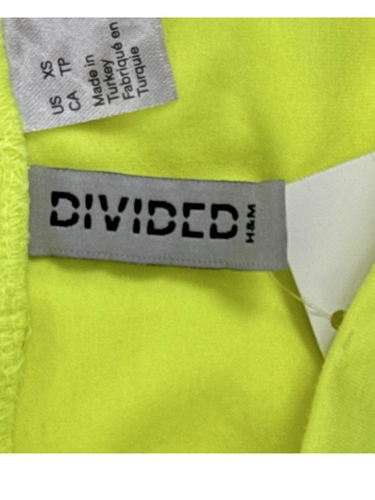 US XS
CA TP
Made in
Turkey
Fabriqué en
Turquie
DIVIDED
H&M